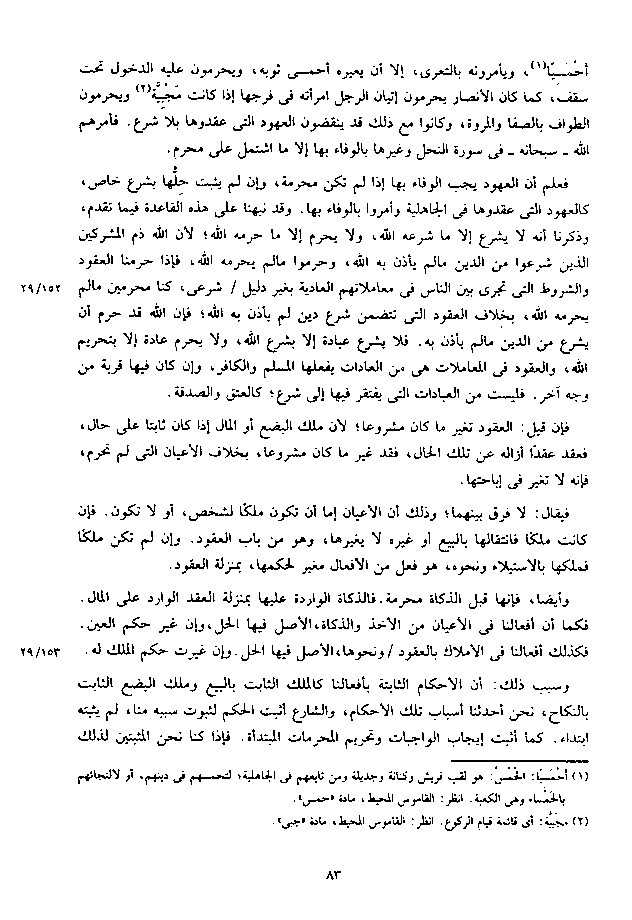 أحْمَسِيًا(١)، ويأمرونه بالتعرى، إلا أن يعيره أحمسى ثوبه، ويحرمون عليه الدخول تحت
سقف، كما كان الأنصار يحرمون إتيان الرجل امرأته فى فرجها إذا كانت مُجَبِّيَة(٢) ويحرمون
الطواف بالصفا والمروة، وكانوا مع ذلك قد ينقضون العهود التى عقدوها بلا شرع. فأمرهم
الله ـ سبحانه ـ فى سورة النحل وغيرها بالوفاء بها إلا ما اشتمل على محرم.
فعلم أن العهود يجب الوفاء بها إذا لم تكن محرمة، وإن لم يثبت حِلُّها بشرع خاص،
كالعهود التى عقدوها فى الجاهلية وأمروا بالوفاء بها. وقد نبهنا على هذه القاعدة فيما تقدم،
وذكرنا أنه لا يشرع إلا ما شرعه الله، ولا يحرم إلا ما حرمه الله؛ لأن الله ذم المشركين
الذين شرعوا من الدين مالم يأذن به الله، وحرموا مالم يحرمه الله، فإذا حرمنا العقود
والشروط التى تجرى بين الناس فى معاملاتهم العادية بغير دليل / شرعى، كنا محرمين مالم ٢٩/١٥٢
يحرمه الله، بخلاف العقود التى تتضمن شرع دين لم يأذن به الله؛ فإن الله قد حرم أن
يشرع من الدين مالم يأذن به. فلا يشرع عبادة إلا بشرع الله، ولا يحرم عادة إلا بتحريم
الله، والعقود فى المعاملات هى من العادات يفعلها المسلم والكافر، وإن كان فيها قربة من
وجه آخر. فليست من العبادات التى يفتقر فيها إلى شرع؛ كالعتق والصدقة.
فإن قيل: العقود تغير ما كان مشروعا؛ لأن ملك البضع أو المال إذا كان ثابتا على حال،
فعقد عقدًا أزاله عن تلك الحال، فقد غير ما كان مشروعا، بخلاف الأعيان التى لم تحرم،
فإنه لا تغير فى إباحتها.
فيقال: لا فرق بينهما؛ وذلك أن الأعيان إما أن تكون ملكًا لشخص، أو لا تكون. فإن
كانت ملكًا فانتقالها بالبيع أو غيره لا يغيرها، وهو من باب العقود. وإن لم تكن ملكًا
فملكها بالاستيلاء ونحوه، هو فعل من الأفعال مغير لحكمها، بمنزلة العقود.
وأيضا، فإنها قبل الذكاة محرمة. فالذكاة الواردة عليها بمنزلة العقد الوارد على المال.
فكما أن أفعالنا فى الأعيان من الأخذ والذكاة، الأصل فيها الحل، وإن غير حكم العين.
فكذلك أفعالنا فى الأملاك بالعقود / ونحوها، الأصل فيها الحل. وإن غيرت حكم الملك له. ٢٩/١٥٣
وسبب ذلك: أن الأحكام الثابتة بأفعالنا كالملك الثابت بالبيع وملك البضع الثابت
بالنكاح، نحن أحدثنا أسباب تلك الأحكام، والشارع أثبت الحكم لثبوت سببه منا، لم يثبته
ابتداء. كما أثبت إيجاب الواجبات وتحريم المحرمات المبتدأة. فإذا كنا نحن المثبتين لذلك
(١) أحْمَسيًا: الحُمْسُ: هو لقب قريش وكنانة وجديلة ومن تابعهم فى الجاهلية؛ لتحمسهم فى دينهم، أو لالتجائهم
بالحَمْساء وهى الكعبة. انظر: القاموس المحيط، مادة «حمس».
(٢) مجَبِّيَة: أى قائمة قيام الركوع. انظر: القاموس المحيط، مادة «جبى».
٨٣